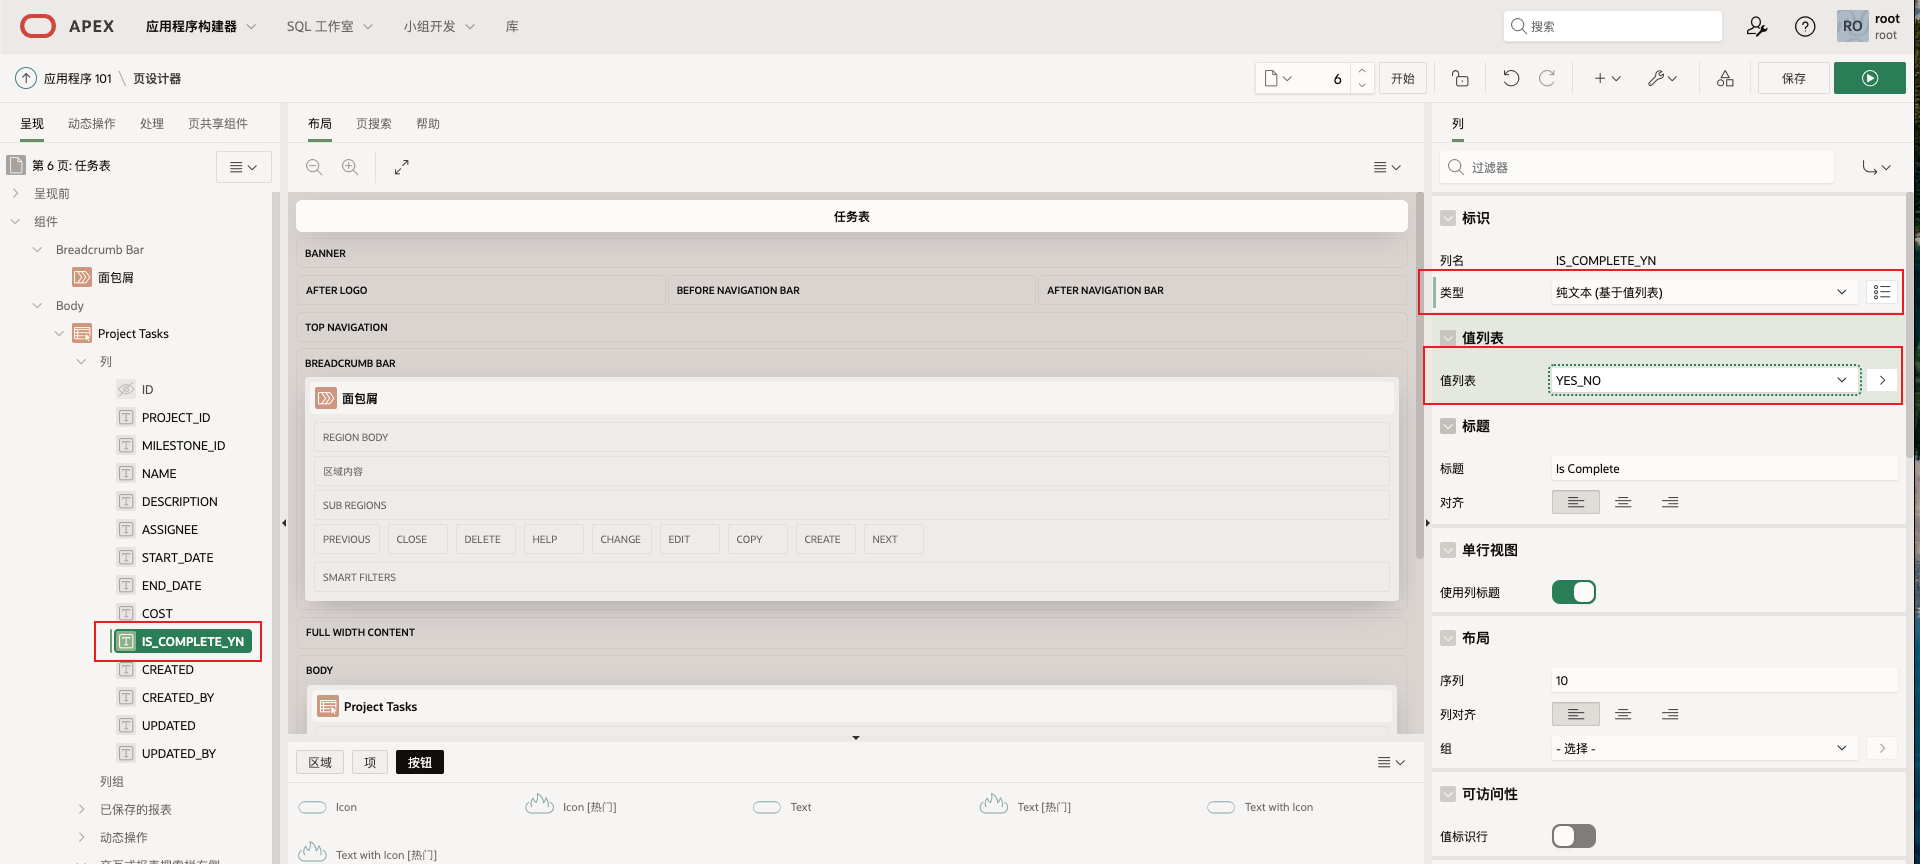 APEX
应用程序构建器
SQL 工作室
小组开发
库
搜索
RO
root
root
应用程序 101 \ 页设计器
6
开始
保存
呈现
动态操作
处理
页共享组件
第 6 页: 任务表
呈现前
组件
Breadcrumb Bar
面包屑
Body
Project Tasks
列
ID
PROJECT_ID
MILESTONE_ID
NAME
DESCRIPTION
ASSIGNEE
START_DATE
END_DATE
COST
IS_COMPLETE_YN
CREATED
CREATED_BY
UPDATED
UPDATED_BY
列组
已保存的报表
动态操作
布局
页搜索
帮助
任务表
BANNER
AFTER LOGO
BEFORE NAVIGATION BAR
AFTER NAVIGATION BAR
TOP NAVIGATION
BREADCRUMB BAR
面包屑
REGION BODY
区域内容
SUB REGIONS
PREVIOUS
CLOSE
DELETE
HELP
CHANGE
EDIT
COPY
CREATE
NEXT
SMART FILTERS
FULL WIDTH CONTENT
BODY
Project Tasks
区域
项
按钮
Icon
Icon [热门]
Text
Text [热门]
Text with Icon
Text with Icon [热门]
列
过滤器
标识
列名
IS_COMPLETE_YN
类型
纯文本 (基于值列表)
值列表
值列表
YES_NO
标题
标题
Is Complete
对齐
单行视图
使用列标题
布局
序列
10
列对齐
组
- 选择 -
可访问性
值标识行